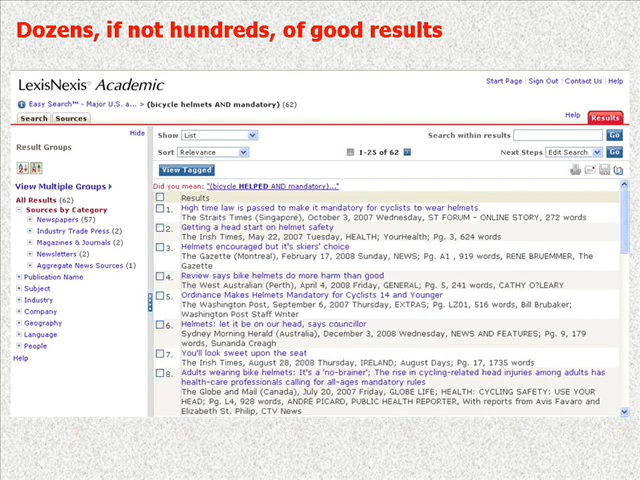 Dozens, if not hundreds, of good results
LexisNexis® Academic
Start Page | Sign Out | Contact Us | Help
Easy Search™ - Major U.S. a... > (bicycle helmets AND mandatory) (62)
Help
Search Sources Results
Hide
Show List Search within results Go
Result Groups
Sort Relevance 1-25 of 62 Next Steps Edit Search Go
View Tagged
View Multiple Groups
Did you mean: "(bicycle HELPED AND mandatory)..."
All Results (62)
Sources by Category
Newspapers (57)
Industry Trade Press (2)
Magazines & Journals (2)
Newsletters (2)
Aggregate News Sources (1)
Publication Name
Subject
Industry
Company
Geography
Language
People
Help
Results
1. High time law is passed to make it mandatory for cyclists to wear helmets
The Straits Times (Singapore), October 3, 2007 Wednesday, ST FORUM - ONLINE STORY, 272 words
2. Getting a head start on helmet safety
The Irish Times, May 22, 2007 Tuesday, HEALTH; YourHealth; Pg. 3, 624 words
3. Helmets encouraged but it's skiers' choice
The Gazette (Montreal), February 17, 2008 Sunday, NEWS; Pg. A1 , 919 words, RENE BRUEMMER, The
Gazette
4. Review says bike helmets do more harm than good
The West Australian (Perth), April 4, 2008 Friday, GENERAL; Pg. 5, 241 words, CATHY O?LEARY
5. Ordinance Makes Helmets Mandatory for Cyclists 14 and Younger
The Washington Post, September 6, 2007 Thursday, EXTRAS; Pg. LZ01, 516 words, Bill Brubaker;
Washington Post Staff Writer
6. Helmets: let it be on our head, says councillor
Sydney Morning Herald (Australia), December 3, 2008 Wednesday, NEWS AND FEATURES; Pg. 9, 179
words, Sunanda Creagh
7. You'll look sweet upon the seat
The Irish Times, August 28, 2008 Thursday, IRELAND; August Days; Pg. 17, 1735 words
8. Adults wearing bike helmets: It's a 'no-brainer'; The rise in cycling-related head injuries among adults has
health-care professionals calling for all-ages mandatory rules
The Globe and Mail (Canada), July 20, 2007 Friday, GLOBE LIFE; HEALTH: CYCLING SAFETY: USE YOUR
HEAD; Pg. L4, 928 words, ANDRÉ PICARD, PUBLIC HEALTH REPORTER, With reports from Avis Favaro and
Elizabeth St. Philip, CTV News